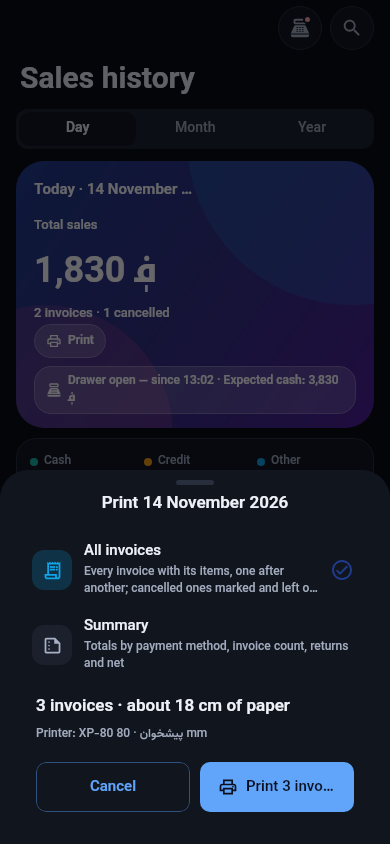 Sales history
Day
Month
Year
Today · 14 November ...
Total sales
1,830 ؋
2 invoices · 1 cancelled
Print
Drawer open — since 13:02 · Expected cash: 3,830
؋
Cash
Credit
Other
Print 14 November 2026
All invoices
Every invoice with its items, one after
another; cancelled ones marked and left o...
Summary
Totals by payment method, invoice count, returns
and net
3 invoices · about 18 cm of paper
Printer: XP-80 پیشخوان · 80 mm
Cancel
Print 3 invo...